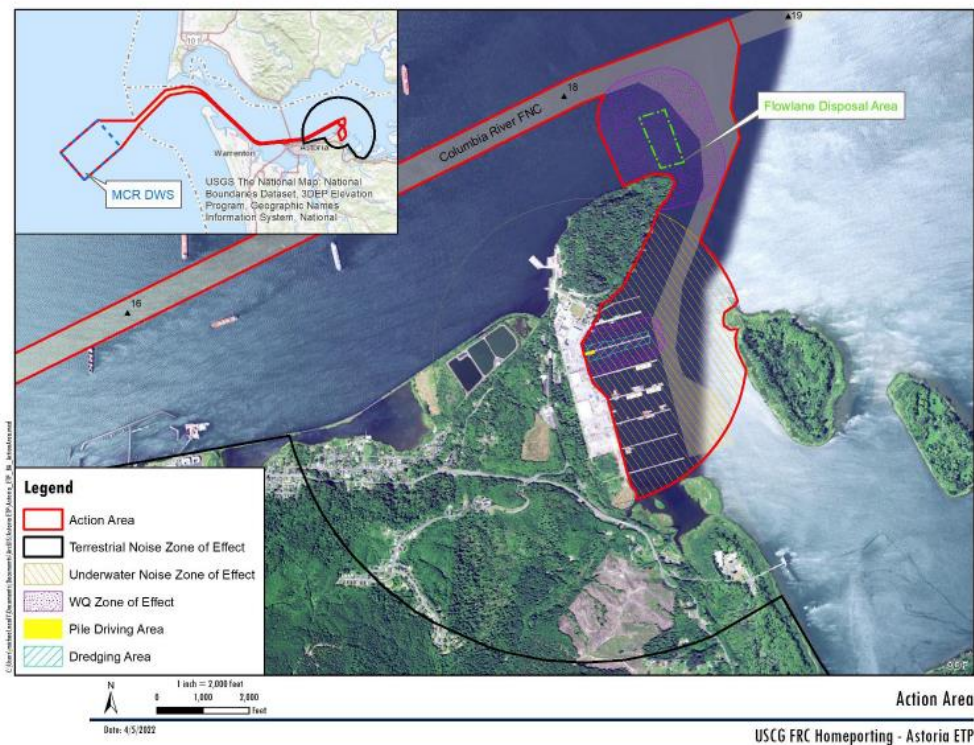 19
18
Flowlane Disposal Area
Columbia River FNC
Warrenton
Astoria
MCR DWS
USGS The National Map: National
Boundaries Dataset, 3DEP Elevation
Program, Geographic Names
Information System, National
16
Legend
Action Area
Terrestrial Noise Zone of Effect
Underwater Noise Zone of Effect
WQ Zone of Effect
Pile Driving Area
Dredging Area
N
1 inch = 2,000 feet
0 1,000 2,000
Feet
Date: 4/5/2022
Action Area
USCG FRC Homeporting - Astoria ETP